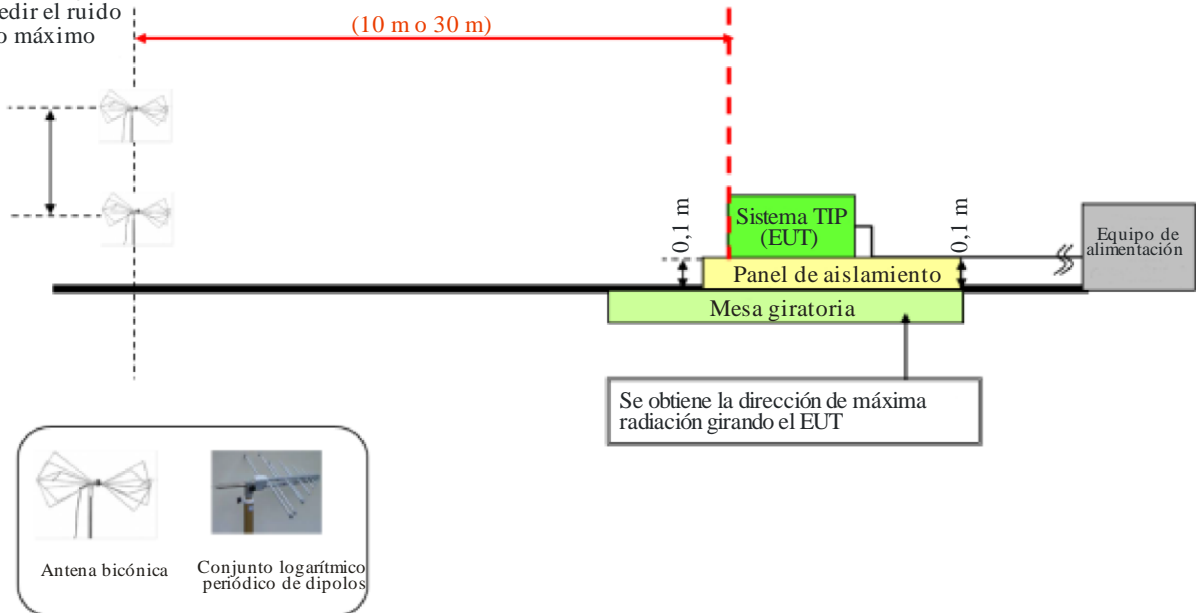 edir el ruido
o máximo
(10 m o 30 m)
0,1 m
Sistema TIP
(EUT)
0,1 m
Equipo de
alimentación
Panel de aislamiento
Mesa giratoria
Se obtiene la dirección de máxima
radiación girando el EUT
Antena bicónica
Conjunto logarítmico
periódico de dipolos